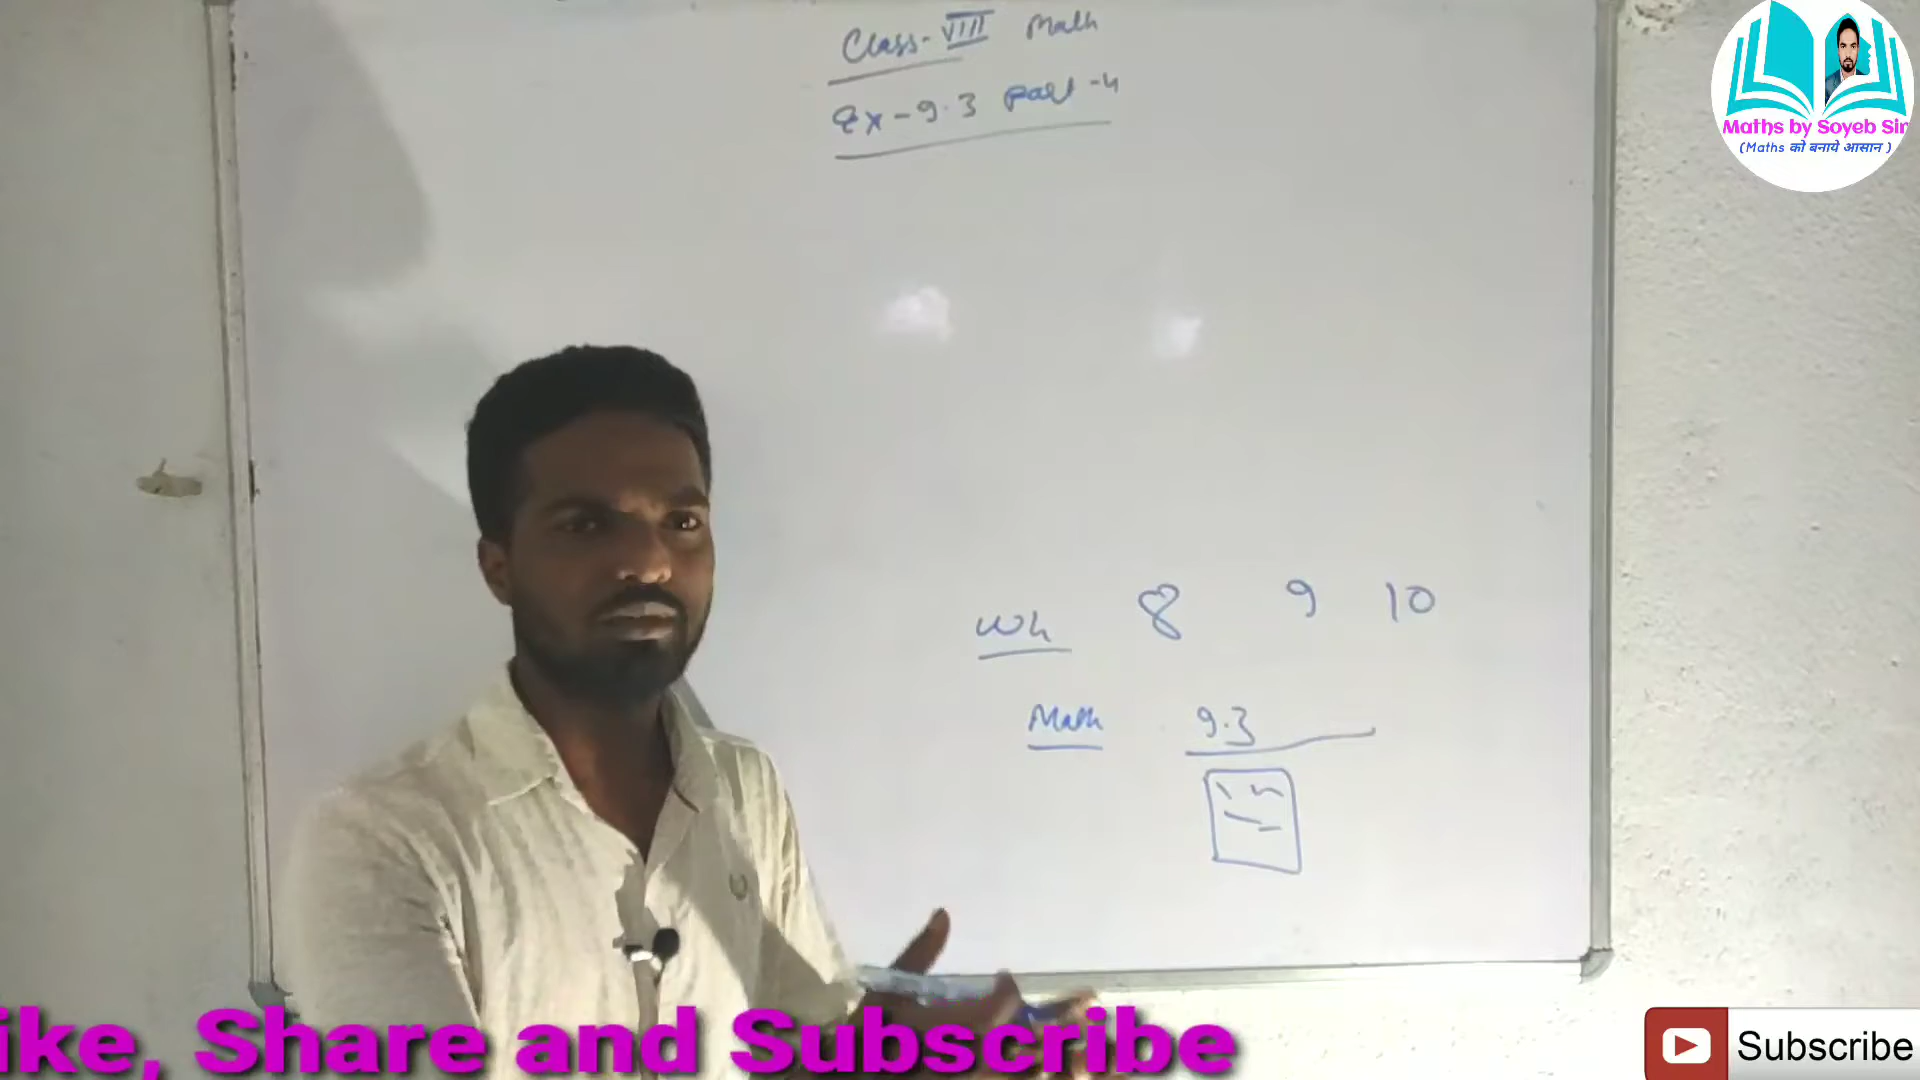 Class-VIII Math
Ex-9.3 part-4
Maths by Soyeb Sir
(Maths को बनाये आसान )
wh 8 9 10
Math 9.3
ike, Share and Subscribe
Subscribe